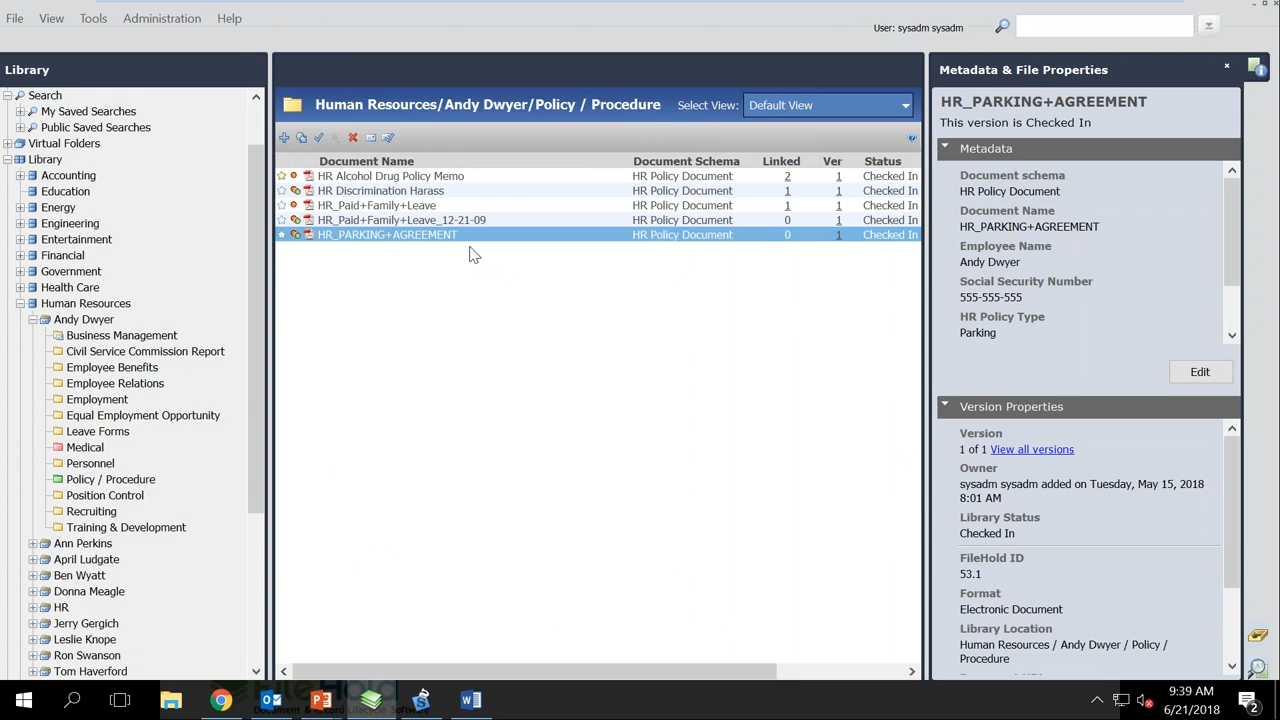 File View Tools Administration Help
User: sysadm sysadm
Library
Search
My Saved Searches
Public Saved Searches
Virtual Folders
Library
Accounting
Education
Energy
Engineering
Entertainment
Financial
Government
Health Care
Human Resources
Andy Dwyer
Business Management
Civil Service Commission Report
Employee Benefits
Employee Relations
Employment
Equal Employment Opportunity
Leave Forms
Medical
Personnel
Policy / Procedure
Position Control
Recruiting
Training & Development
Ann Perkins
April Ludgate
Ben Wyatt
Donna Meagle
HR
Jerry Gergich
Leslie Knope
Ron Swanson
Tom Haverford
Human Resources/Andy Dwyer/Policy / Procedure Select View: Default View
Document Name Document Schema Linked Ver Status
HR Alcohol Drug Policy Memo HR Policy Document 2 1 Checked In
HR Discrimination Harass HR Policy Document 1 1 Checked In
HR_Paid+Family+Leave HR Policy Document 1 1 Checked In
HR_Paid+Family+Leave_12-21-09 HR Policy Document 0 1 Checked In
HR_PARKING+AGREEMENT HR Policy Document 0 1 Checked In
Metadata & File Properties
HR_PARKING+AGREEMENT
This version is Checked In
Metadata
Document schema
HR Policy Document
Document Name
HR_PARKING+AGREEMENT
Employee Name
Andy Dwyer
Social Security Number
555-555-555
HR Policy Type
Parking
Edit
Version Properties
Version
1 of 1 View all versions
Owner
sysadm sysadm added on Tuesday, May 15, 2018
8:01 AM
Library Status
Checked In
FileHold ID
53.1
Format
Electronic Document
Library Location
Human Resources / Andy Dwyer / Policy /
Procedure
FileHold
Document & Record Lifecycle Software
9:39 AM
6/21/2018
2